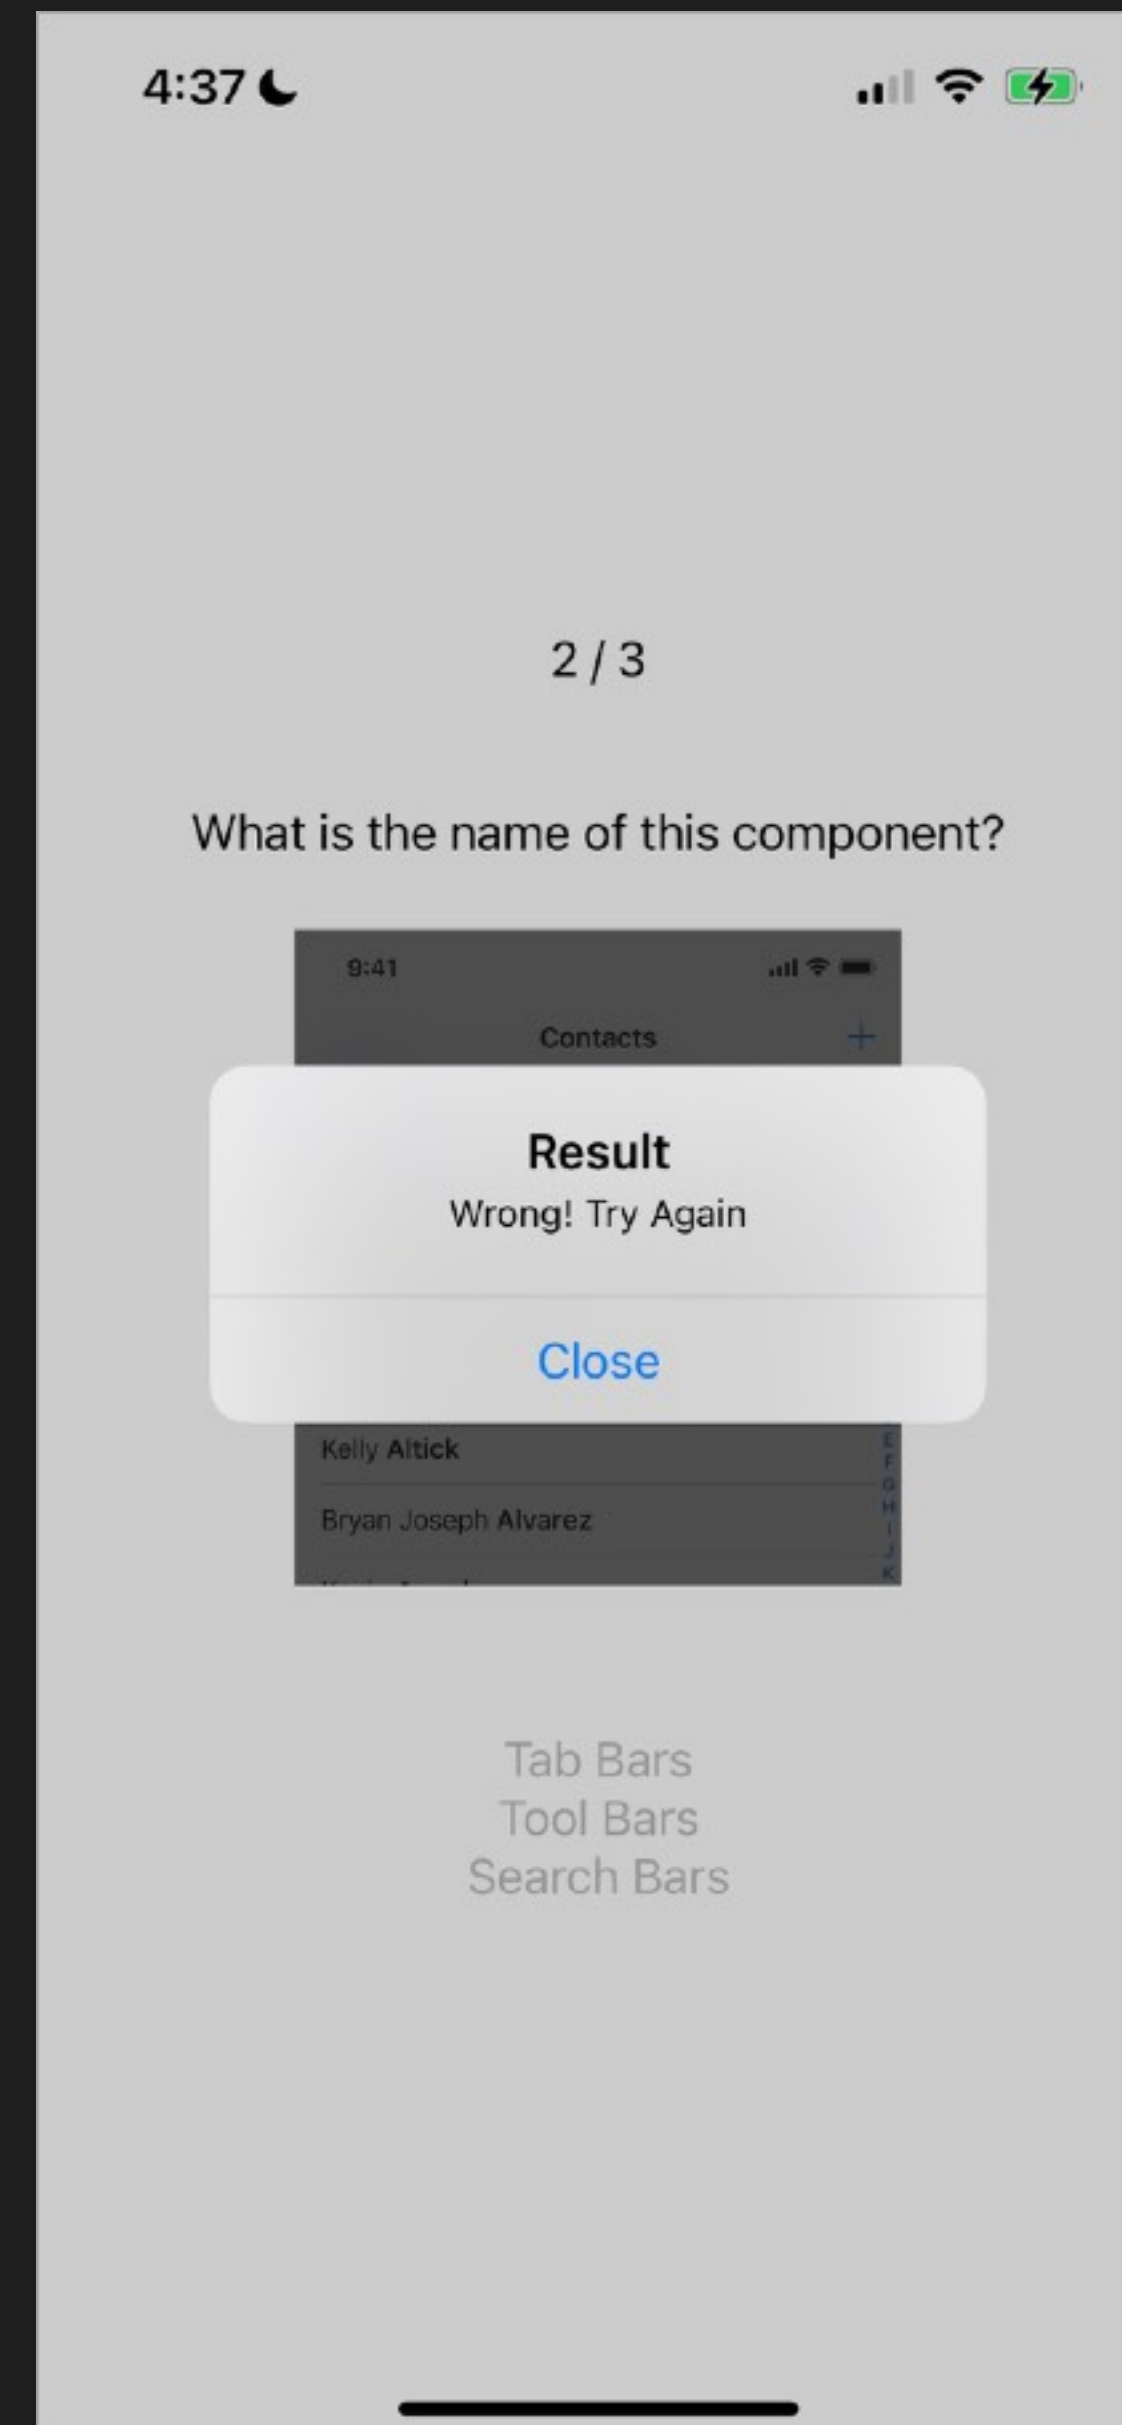 4:37
2 / 3
What is the name of this component?
9:41
Contacts
Result
Wrong! Try Again
Close
Kelly Altick
E
F
G
Bryan Joseph Alvarez
H
I
J
K
Tab Bars
Tool Bars
Search Bars